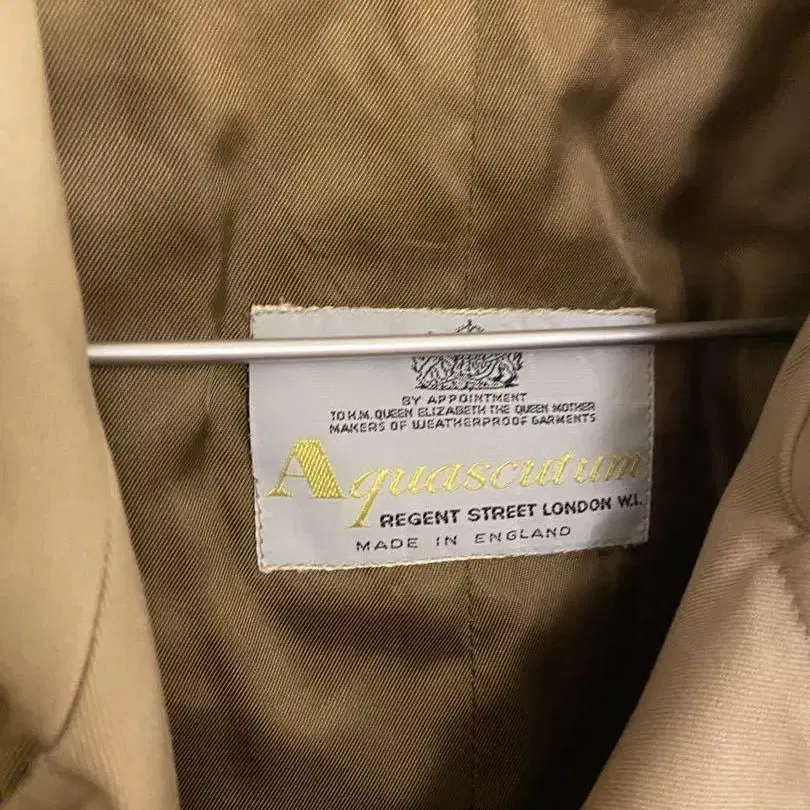 BY APPOINTMENT
TO H.M. QUEEN ELIZABETH THE QUEEN MOTHER
MAKERS OF WEATHERPROOF GARMENTS
Aquascutum
REGENT STREET LONDON W.I.
MADE IN ENGLAND